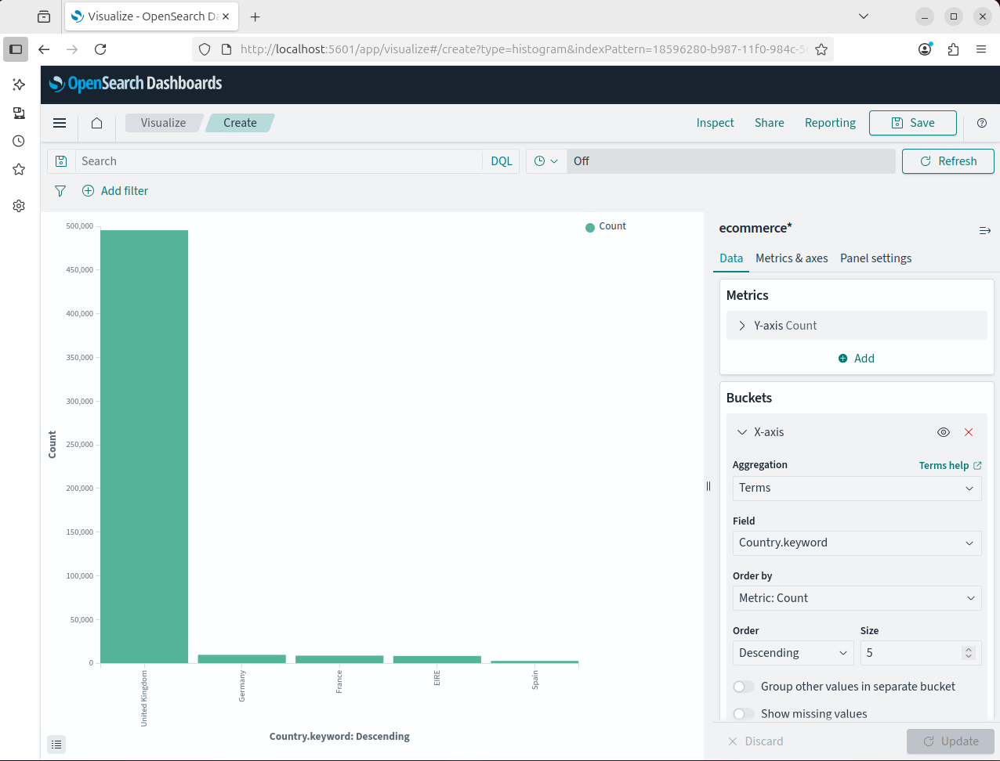 Visualize - OpenSearch Da
http://localhost:5601/app/visualize#/create?type=histogram&indexPattern=18596280-b987-11f0-984c-5
OpenSearch Dashboards
Visualize
Create
Inspect
Share
Reporting
Save
Search
DQL
Off
Refresh
Add filter
500,000
450,000
400,000
350,000
300,000
250,000
200,000
150,000
100,000
50,000
0
Count
United Kingdom
Germany
France
EIRE
Spain
Country.keyword: Descending
Count
ecommerce*
Data
Metrics & axes
Panel settings
Metrics
Y-axis Count
Add
Buckets
X-axis
Aggregation
Terms help
Terms
Field
Country.keyword
Order by
Metric: Count
Order
Size
Descending
5
Group other values in separate bucket
Show missing values
Discard
Update